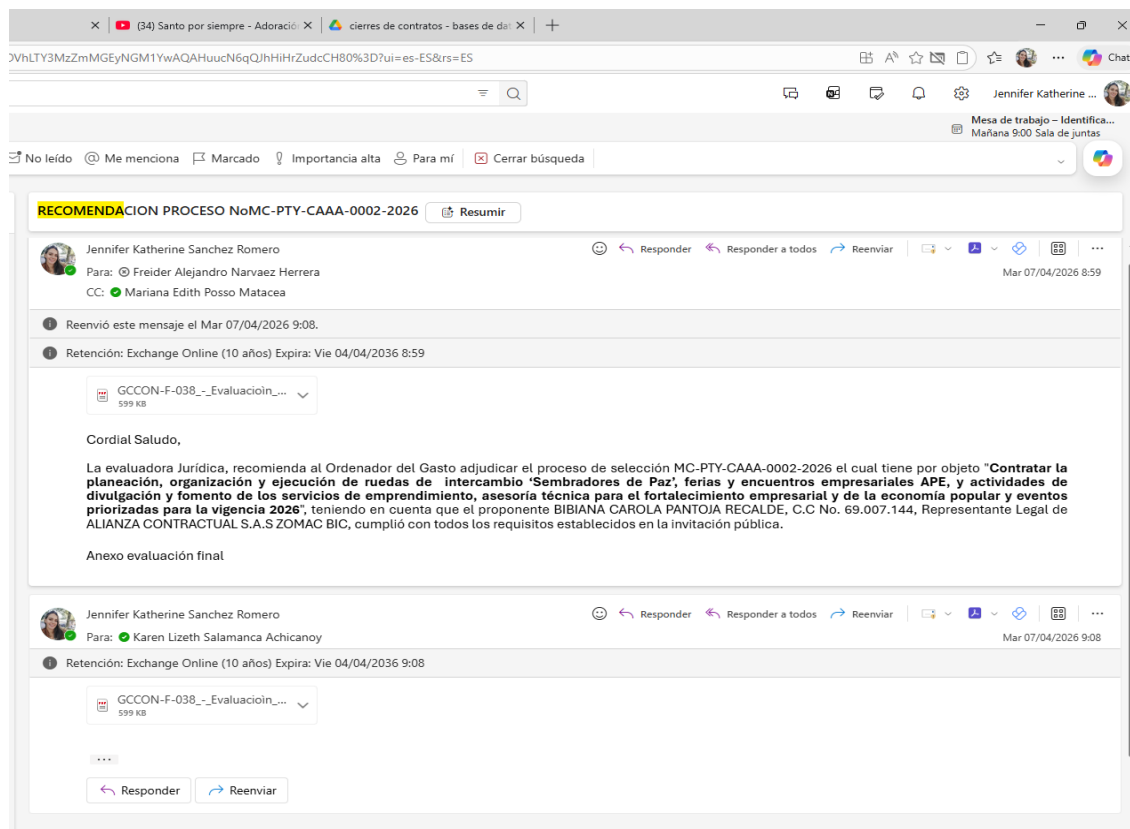 (34) Santo por siempre - Adoració
cierres de contratos - bases de dat
OVhLTY3MzZmMGEyNGM1YwAQAHuucN6qQJhHiHrZudcCH80%3D?ui=es-ES&rs=ES
Chat
Jennifer Katherine ...
Mesa de trabajo – Identifica...
Mañana 9:00 Sala de juntas
No leído
Me menciona
Marcado
Importancia alta
Para mí
Cerrar búsqueda
RECOMENDACION PROCESO NoMC-PTY-CAAA-0002-2026
Resumir
Jennifer Katherine Sanchez Romero
Responder
Responder a todos
Reenviar
Para: Freider Alejandro Narvaez Herrera
Mar 07/04/2026 8:59
CC: Mariana Edith Posso Matacea
Reenvió este mensaje el Mar 07/04/2026 9:08.
Retención: Exchange Online (10 años) Expira: Vie 04/04/2036 8:59
GCCON-F-038_-_Evaluacioìn_...
599 KB
Cordial Saludo,
La evaluadora Jurídica, recomienda al Ordenador del Gasto adjudicar el proceso de selección MC-PTY-CAAA-0002-2026 el cual tiene por objeto "Contratar la
planeación, organización y ejecución de ruedas de intercambio ‘Sembradores de Paz’, ferias y encuentros empresariales APE, y actividades de
divulgación y fomento de los servicios de emprendimiento, asesoría técnica para el fortalecimiento empresarial y de la economía popular y eventos
priorizadas para la vigencia 2026", teniendo en cuenta que el proponente BIBIANA CAROLA PANTOJA RECALDE, C.C No. 69.007.144, Representante Legal de
ALIANZA CONTRACTUAL S.A.S ZOMAC BIC, cumplió con todos los requisitos establecidos en la invitación pública.
Anexo evaluación final
Jennifer Katherine Sanchez Romero
Responder
Responder a todos
Reenviar
Para: Karen Lizeth Salamanca Achicanoy
Mar 07/04/2026 9:08
Retención: Exchange Online (10 años) Expira: Vie 04/04/2036 9:08
GCCON-F-038_-_Evaluacioìn_...
599 KB
...
Responder
Reenviar